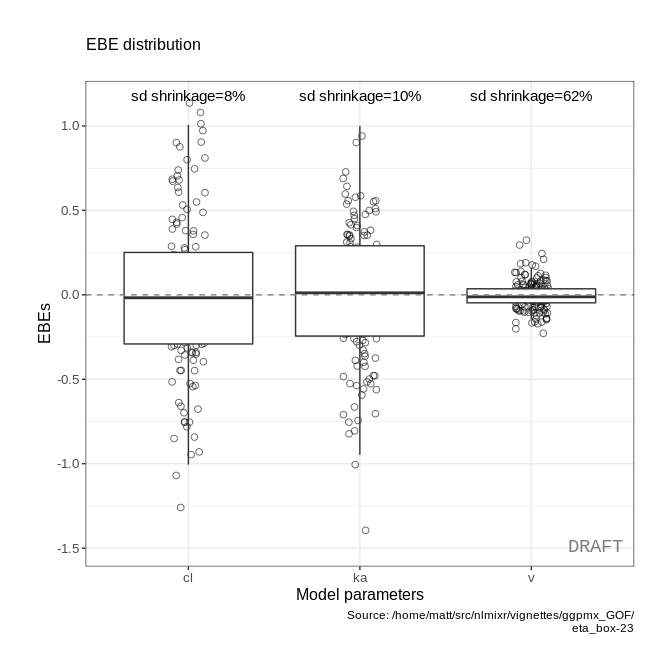 EBE distribution
sd shrinkage=8% sd shrinkage=10% sd shrinkage=62%
1.0
0.5
0.0
-0.5
-1.0
-1.5
EBEs
DRAFT
cl ka v
Model parameters
Source: /home/matt/src/nlmixr/vignettes/ggpmx_GOF/
eta_box-23